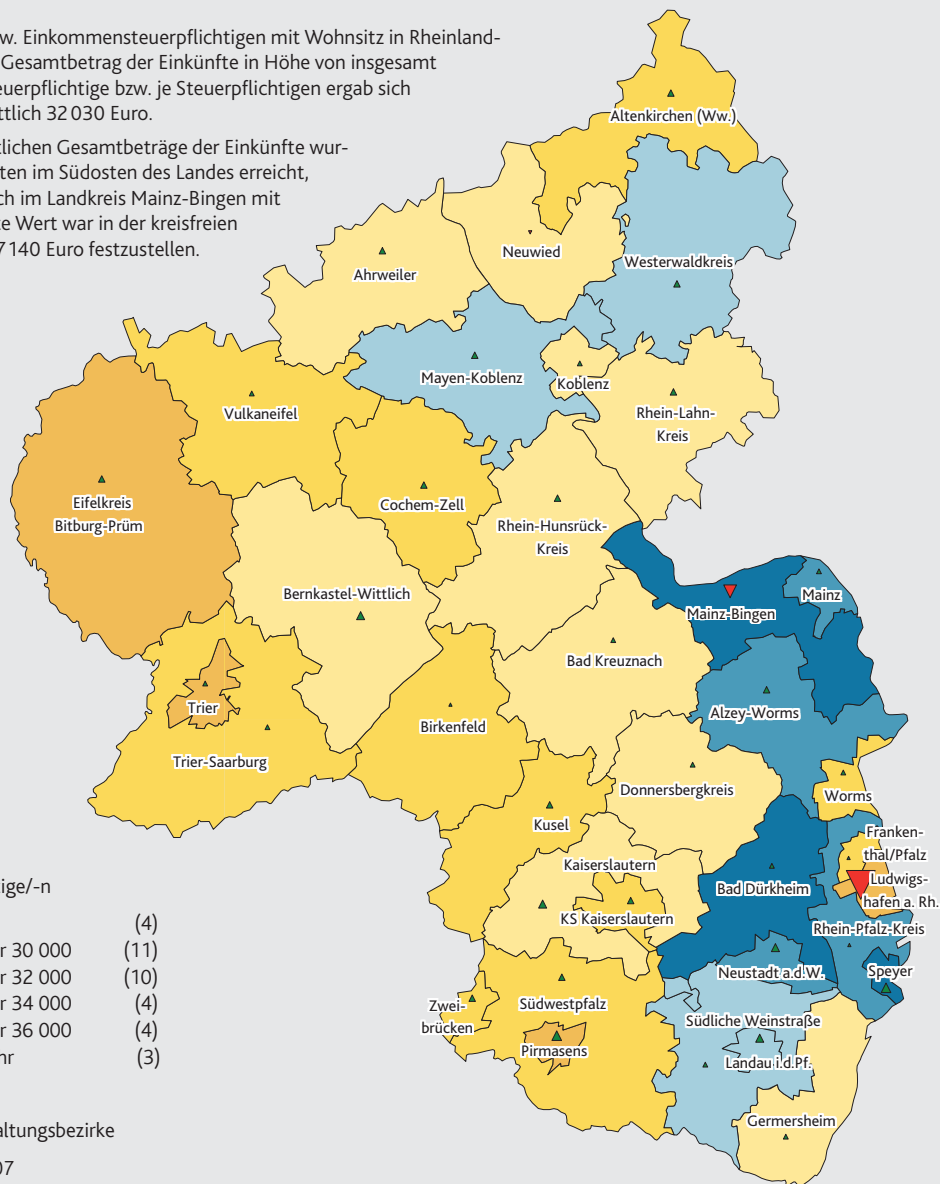 w. Einkommensteuerpflichtigen mit Wohnsitz in Rheinland-
Gesamtbetrag der Einkünfte in Höhe von insgesamt
euerpflichtige bzw. je Steuerpflichtigen ergab sich
ttlich 32 030 Euro.
tlichen Gesamtbeträge der Einkünfte wur-
ten im Südosten des Landes erreicht,
ch im Landkreis Mainz-Bingen mit
te Wert war in der kreisfreien
7 140 Euro festzustellen.
Altenkirchen (Ww.)
Neuwied
Westerwaldkreis
Ahrweiler
Mayen-Koblenz
Koblenz
Vulkaneifel
Rhein-Lahn-
Kreis
Eifelkreis
Bitburg-Prüm
Cochem-Zell
Rhein-Hunsrück-
Kreis
Bernkastel-Wittlich
Mainz
Mainz-Bingen
Bad Kreuznach
Trier
Alzey-Worms
Birkenfeld
Trier-Saarburg
Donnersbergkreis
Worms
Kusel
Franken-
thal/Pfalz
Kaiserslautern
Ludwigs-
hafen a. Rh.
Bad Dürkheim
KS Kaiserslautern
Rhein-Pfalz-Kreis
Neustadt a.d.W.
Speyer
Zwei-
brücken
Südwestpfalz
Südliche Weinstraße
Pirmasens
Landau i.d.Pf.
Germersheim
ige/-n
(4)
r 30 000 (11)
r 32 000 (10)
r 34 000 (4)
r 36 000 (4)
hr (3)
altungsbezirke
07